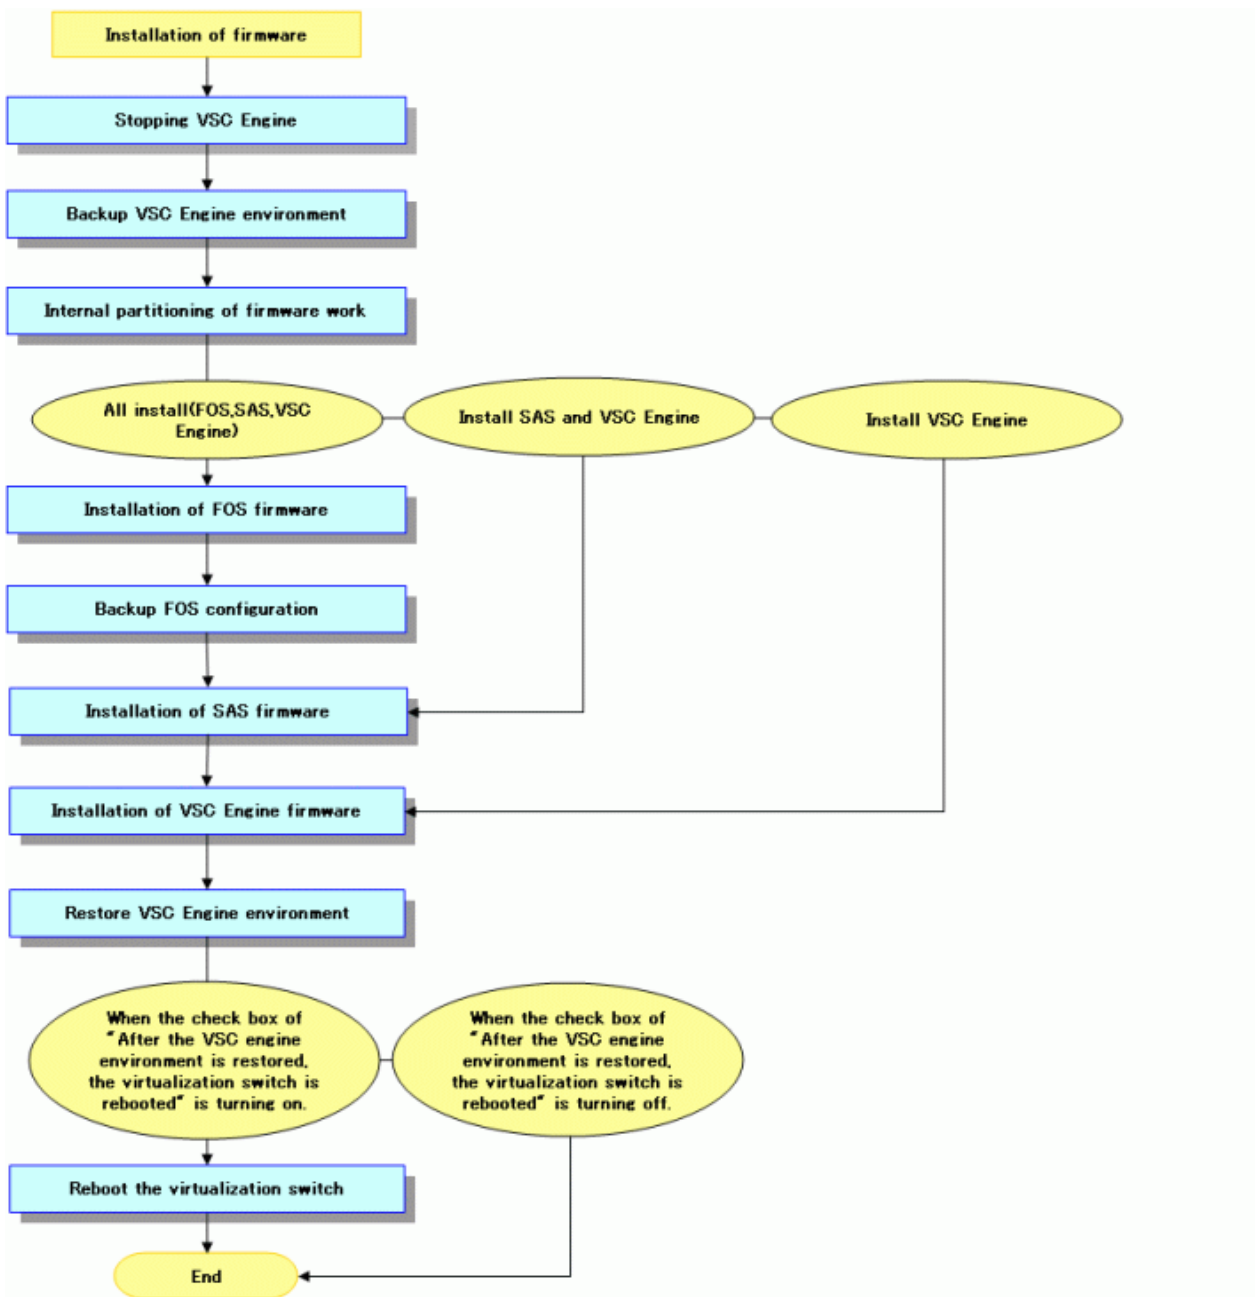 Installation of firmware
Stopping VSC Engine
Backup VSC Engine environment
Internal partitioning of firmware work
All install(FOS,SAS,VSC
Engine)
Install SAS and VSC Engine
Install VSC Engine
Installation of FOS firmware
Backup FOS configuration
Installation of SAS firmware
Installation of VSC Engine firmware
Restore VSC Engine environment
When the check box of
"After the VSC engine
environment is restored,
the virtualization switch is
rebooted" is turning on.
When the check box of
"After the VSC engine
environment is restored,
the virtualization switch is
rebooted" is turning off.
Reboot the virtualization switch
End